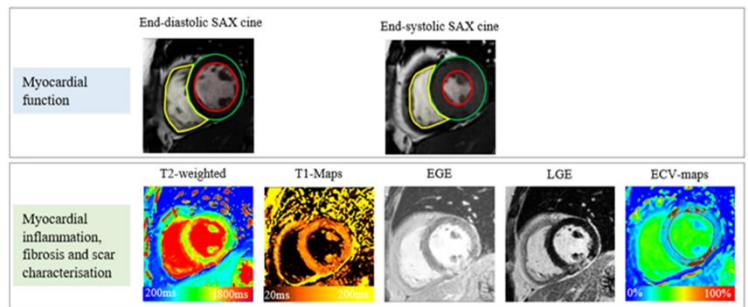 End-diastolic SAX cine
End-systolic SAX cine
Myocardial
function
T2-weighted
T1-Maps
EGE
LGE
ECV-maps
Myocardial
inflammation,
fibrosis and scar
characterisation
200ms
1800ms
20ms
200ms
0%
100%